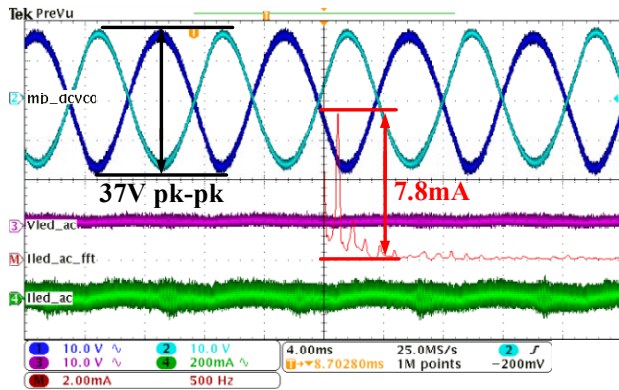 Tek PreVu
T
T
2
mb_dcvco
37V pk-pk
7.8mA
3 Vled_ac
M Iled_ac_fft
4 Iled_ac
1 10.0 V ∿ 2 10.0 V 4.00ms 25.0MS/s 2 ʃ
3 10.0 V ∿ 4 200mA ∿ T→▼8.70280ms 1M points −200mV
M 2.00mA 500 Hz